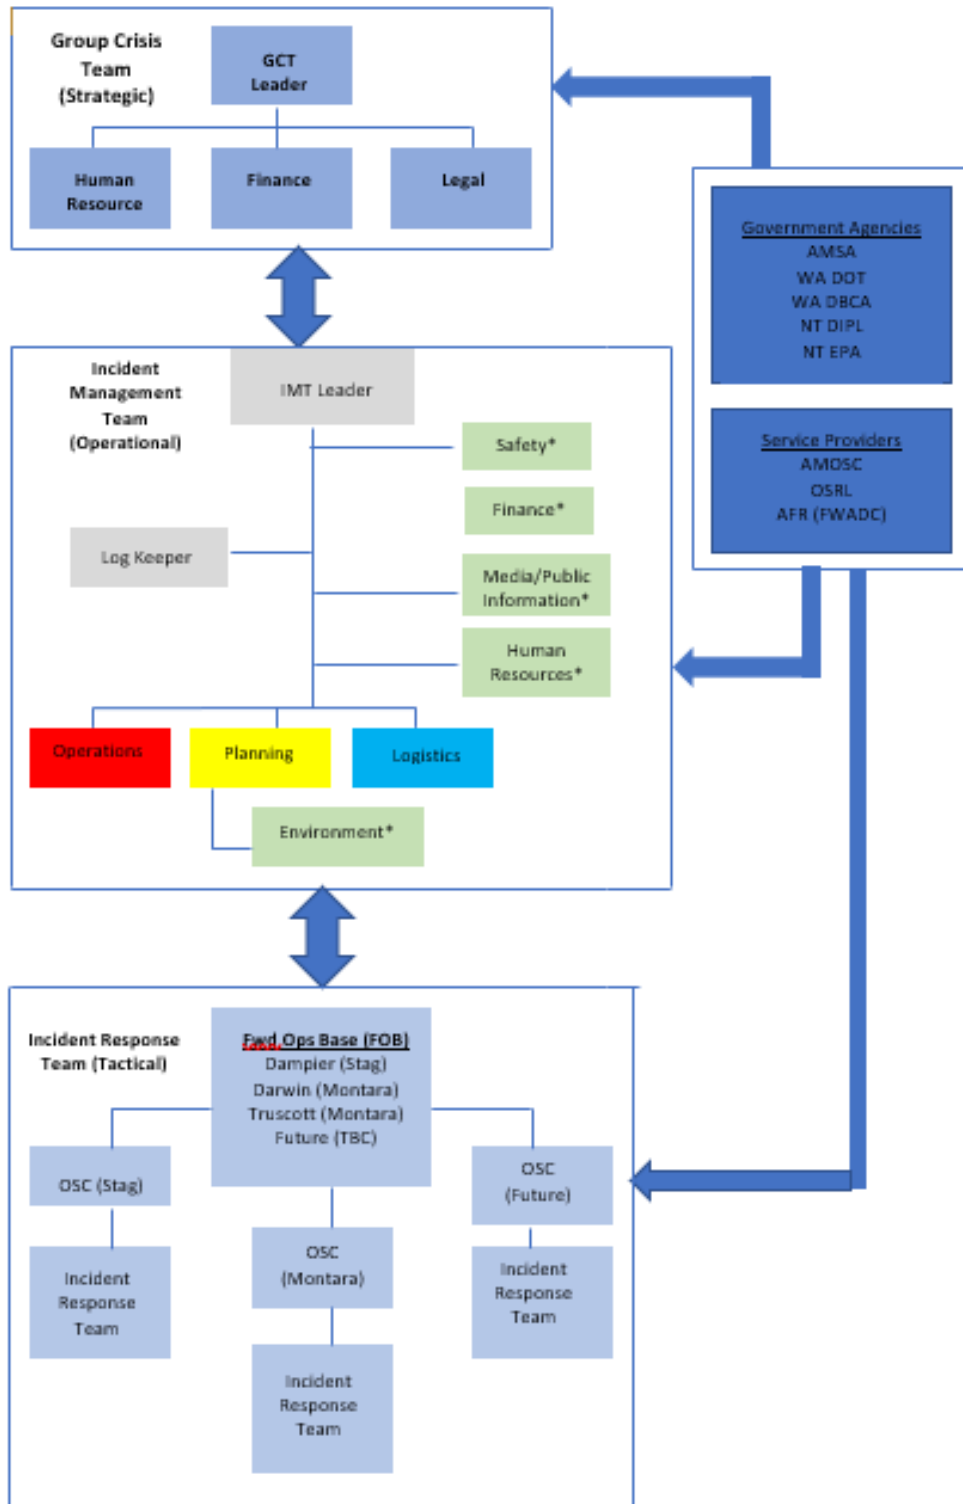 Group Crisis
Team
(Strategic)
GCT
Leader
Human
Resource
Finance
Legal
Government Agencies
AMSA
WA DOT
WA DBCA
NT DIPL
NT EPA
Service Providers
AMOSC
OSRL
AFR (FWADC)
Incident
Management
Team
(Operational)
IMT Leader
Safety*
Finance*
Log Keeper
Media/Public
Information*
Human
Resources*
Operations
Planning
Logistics
Environment*
Incident Response
Team (Tactical)
Fwd Ops Base (FOB)
Dampier (Stag)
Darwin (Montara)
Truscott (Montara)
Future (TBC)
OSC (Stag)
OSC
(Montara)
OSC
(Future)
Incident
Response
Team
Incident
Response
Team
Incident
Response
Team